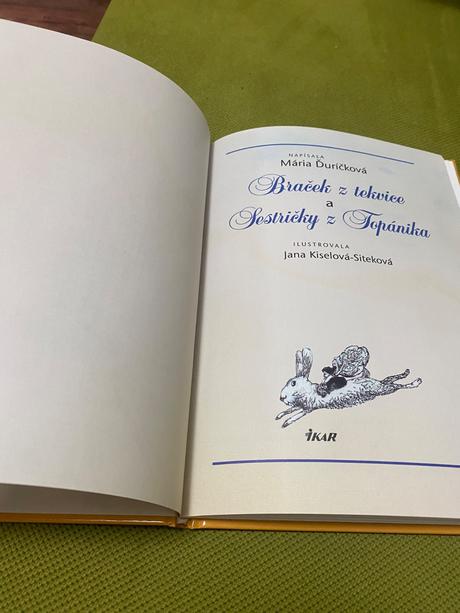 NAPÍSALA
Mária Ďuríčková
Braček z tekvice
a
Sestričky z Topánika
ILUSTROVALA
Jana Kiselová-Siteková
IKAR